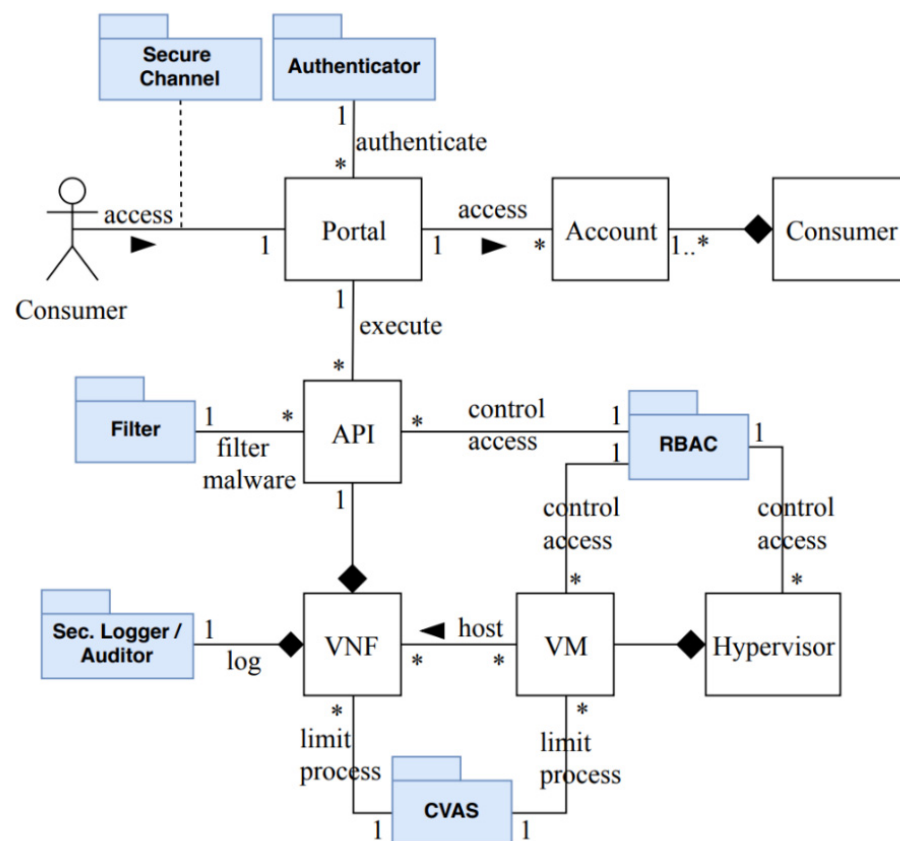 Secure
Channel
Authenticator
1
authenticate
*
access
1
Portal
access
1
*
Account
1..*
Consumer
Consumer
1
execute
*
Filter
1
*
filter
malware
API
*
control
access
1
1
RBAC
1
1
control
access
*
control
access
*
Sec. Logger /
Auditor
1
log
VNF
host
*
*
VM
Hypervisor
*
limit
process
*
limit
process
1
CVAS
1